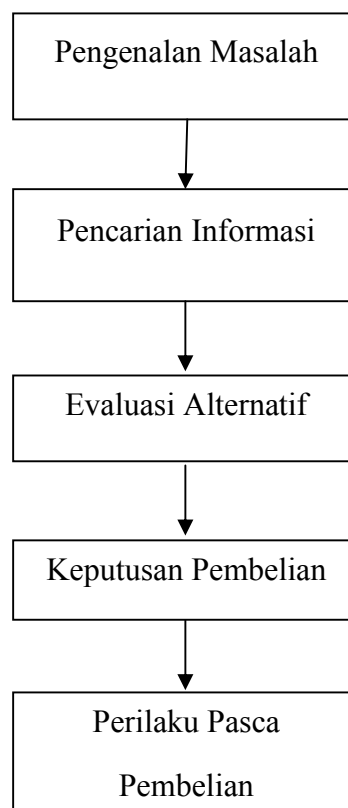 Pengenalan Masalah
Pencarian Informasi
Evaluasi Alternatif
Keputusan Pembelian
Perilaku Pasca
Pembelian